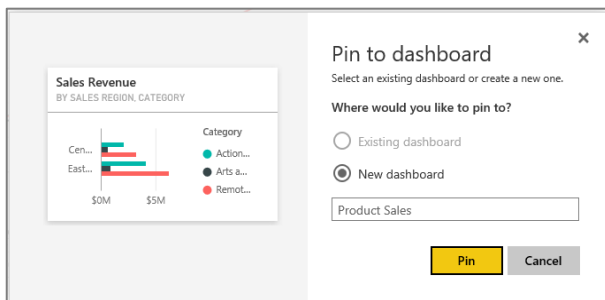 Sales Revenue
BY SALES REGION, CATEGORY
Category
Cen...
East...
Action...
Arts a...
Remot...
$0M $5M
×
Pin to dashboard
Select an existing dashboard or create a new one.
Where would you like to pin to?
Existing dashboard
New dashboard
Product Sales
Pin Cancel